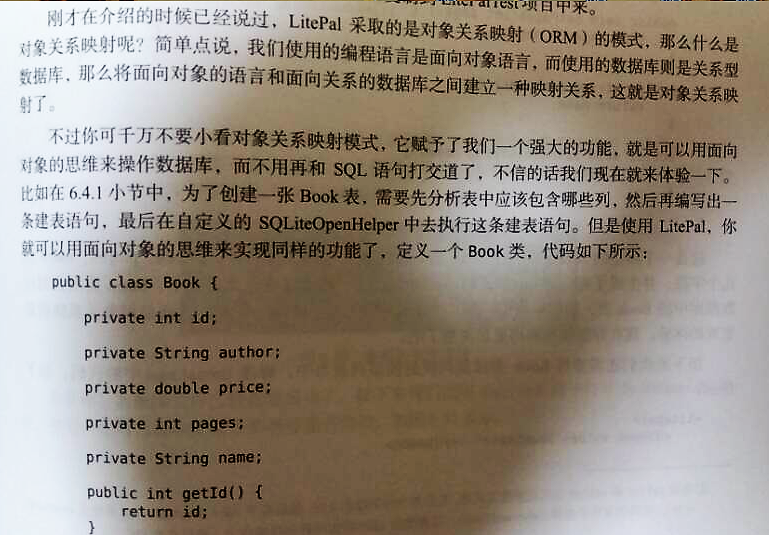 项目中来。
刚才在介绍的时候已经说过，LitePal 采取的是对象关系映射（ORM）的模式，那么什么是
对象关系映射呢？简单点说，我们使用的编程语言是面向对象语言，而使用的数据库则是关系型
数据库，那么将面向对象的语言和面向关系的数据库之间建立一种映射关系，这就是对象关系映
射了。
不过你可千万不要小看对象关系映射模式，它赋予了我们一个强大的功能，就是可以用面向
对象的思维来操作数据库，而不用再和 SQL 语句打交道了，不信的话我们现在就来体验一下。
比如在 6.4.1 小节中，为了创建一张 Book 表，需要先分析表中应该包含哪些列，然后再编写出一
条建表语句，最后在自定义的 SQLiteOpenHelper 中去执行这条建表语句。但是使用 LitePal，你
就可以用面向对象的思维来实现同样的功能了，定义一个 Book 类，代码如下所示：
public class Book {
private int id;
private String author;
private double price;
private int pages;
private String name;
public int getId() {
return id;
}